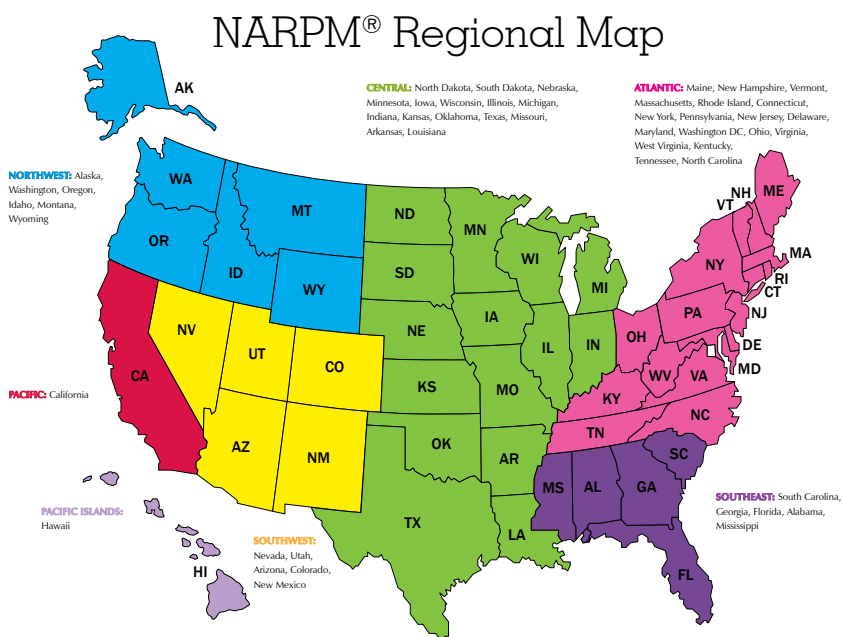 NARPM® Regional Map
AK
CENTRAL: North Dakota, South Dakota, Nebraska,
Minnesota, Iowa, Wisconsin, Illinois, Michigan,
Indiana, Kansas, Oklahoma, Texas, Missouri,
Arkansas, Louisiana
ATLANTIC: Maine, New Hampshire, Vermont,
Massachusetts, Rhode Island, Connecticut,
New York, Pennsylvania, New Jersey, Delaware,
Maryland, Washington DC, Ohio, Virginia,
West Virginia, Kentucky,
Tennessee, North Carolina
NORTHWEST: Alaska,
Washington, Oregon,
Idaho, Montana,
Wyoming
WA
OR
ID
MT
WY
ND
SD
NE
KS
OK
TX
MN
IA
MO
AR
LA
WI
IL
MI
IN
OH
KY
TN
WV
VA
NC
PA
NY
VT
NH
ME
MA
RI
CT
NJ
DE
MD
CA
NV
UT
CO
AZ
NM
MS
AL
GA
SC
FL
PACIFIC: California
PACIFIC ISLANDS:
Hawaii
HI
SOUTHWEST:
Nevada, Utah,
Arizona, Colorado,
New Mexico
SOUTHEAST: South Carolina,
Georgia, Florida, Alabama,
Mississippi